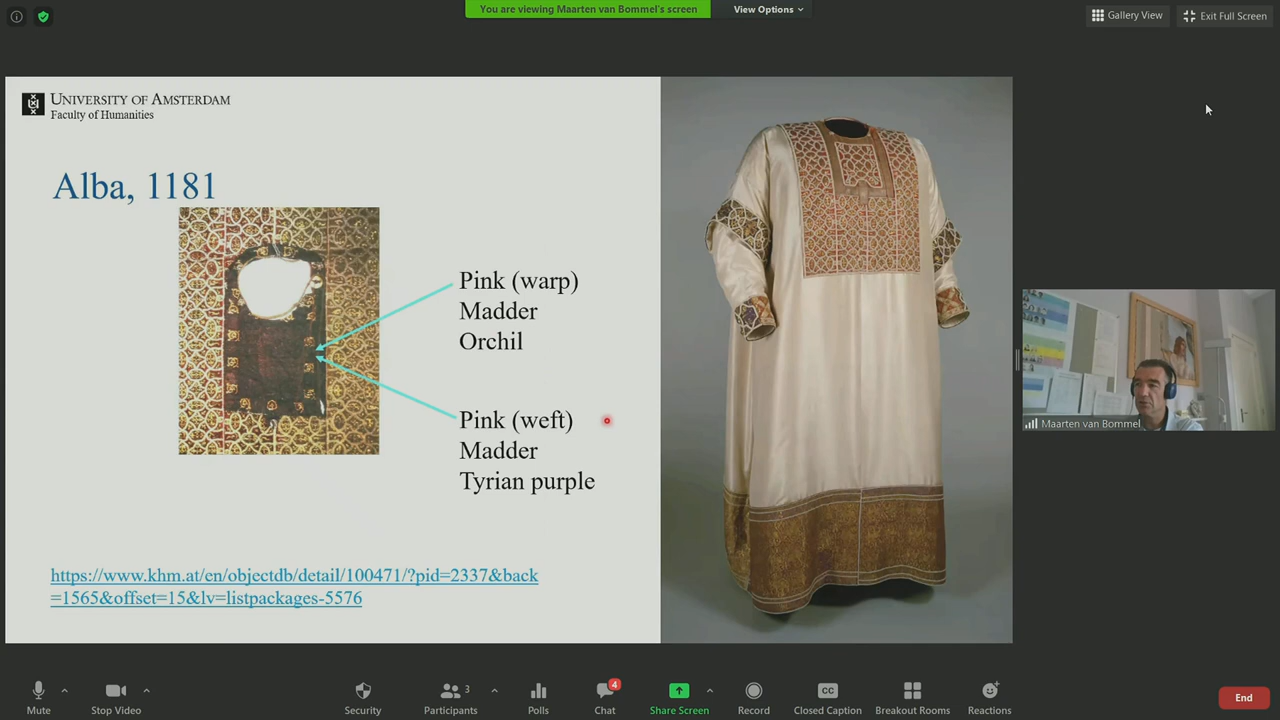 You are viewing Maarten van Bommel's screen
View Options
Gallery View
Exit Full Screen
UNIVERSITY OF AMSTERDAM
Faculty of Humanities
Alba, 1181
Pink (warp)
Madder
Orchil
Pink (weft)
Madder
Tyrian purple
https://www.khm.at/en/objectdb/detail/100471/?pid=2337&back
=1565&offset=15&lv=listpackages-5576
Maarten van Bommel
Mute
Stop Video
Security
3
Participants
Polls
4
Chat
Share Screen
Record
CC
Closed Caption
Breakout Rooms
Reactions
End